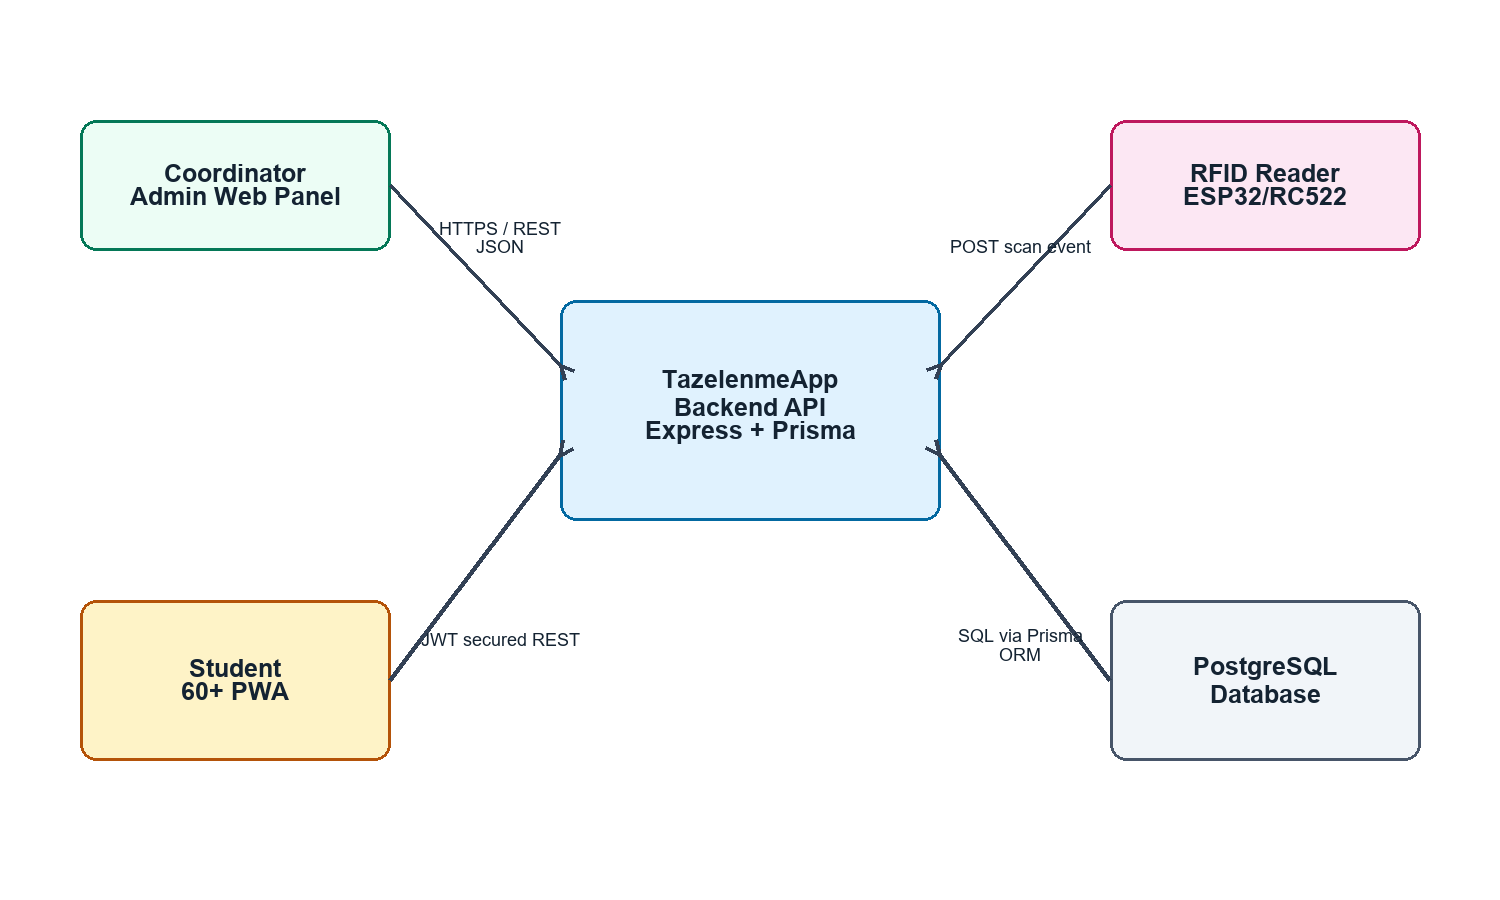 Coordinator
Admin Web Panel
RFID Reader
ESP32/RC522
HTTPS / REST
JSON
POST scan event
TazelenmeApp
Backend API
Express + Prisma
JWT secured REST
SQL via Prisma
ORM
Student
60+ PWA
PostgreSQL
Database